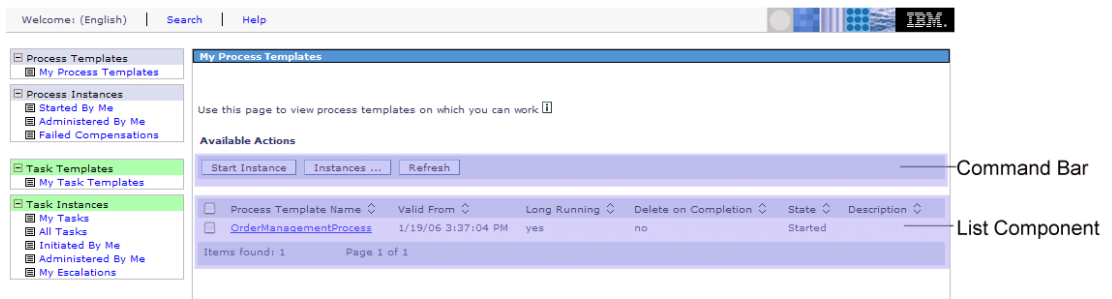 Welcome: (English) Search Help
IBM.
Process Templates
My Process Templates
Process Instances
Started By Me
Administered By Me
Failed Compensations
Task Templates
My Task Templates
Task Instances
My Tasks
All Tasks
Initiated By Me
Administered By Me
My Escalations
My Process Templates
Use this page to view process templates on which you can work i
Available Actions
Start Instance Instances ... Refresh
Command Bar
Process Template Name Valid From Long Running Delete on Completion State Description
OrderManagementProcess 1/19/06 3:37:04 PM yes no Started
Items found: 1 Page 1 of 1
List Component